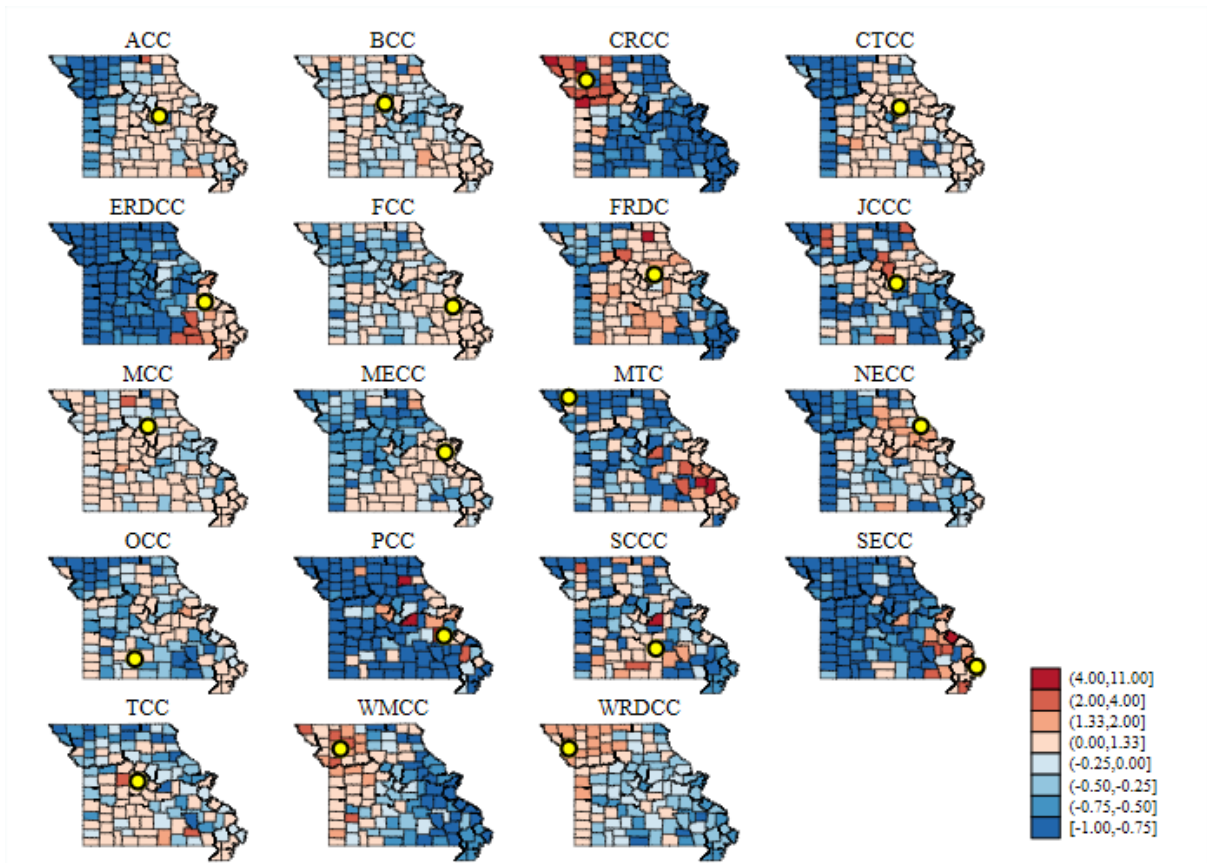 ACC BCC CRCC CTCC
ERDCC FCC FRDC JCCC
MCC MECC MTC NECC
OCC PCC SCCC SECC
(4.00,11.00]
(2.00,4.00]
(1.33,2.00]
(0.00,1.33]
(-0.25,0.00]
(-0.50,-0.25]
(-0.75,-0.50]
[-1.00,-0.75]
TCC WMCC WRDCC